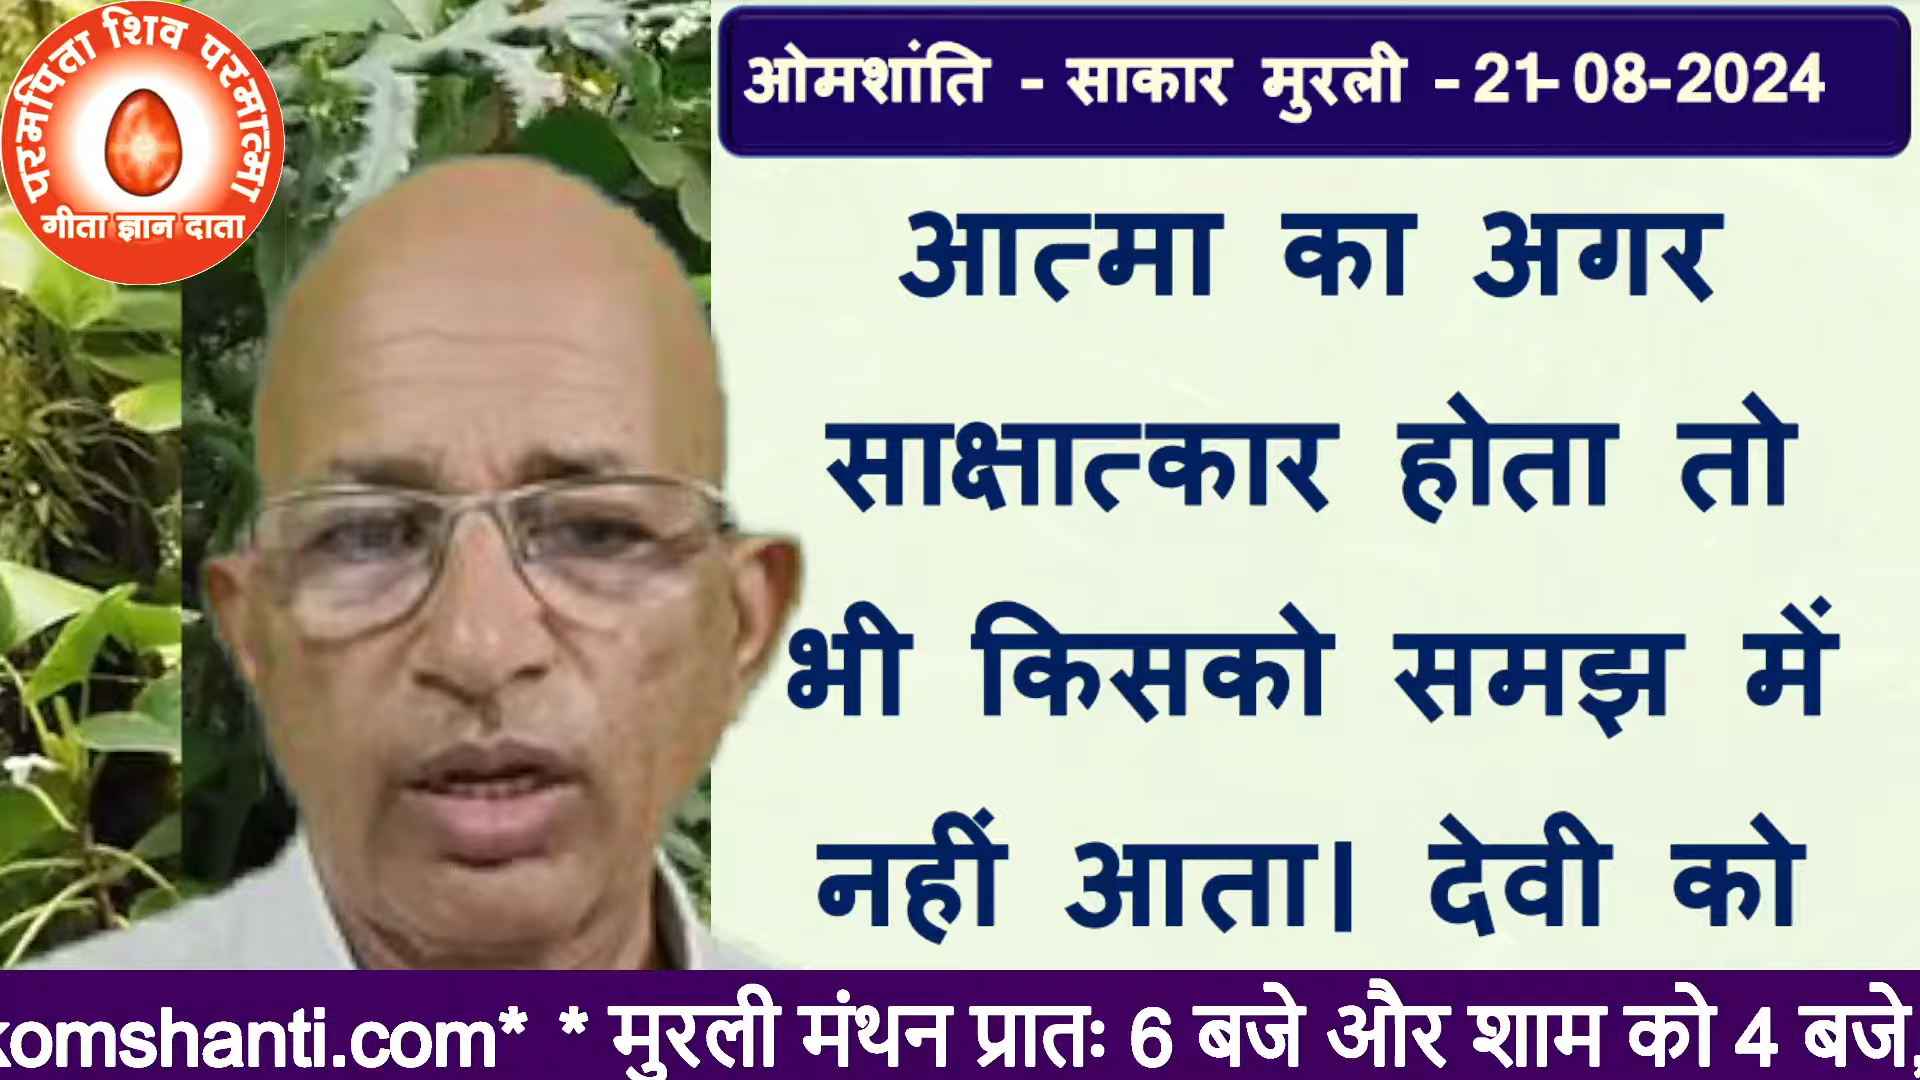 परमपिता शिव परमात्मा
गीता ज्ञान दाता
ओमशांति - साकार मुरली - 21- 08-2024
आत्मा का अगर
साक्षात्कार होता तो
भी किसको समझ में
नहीं आता। देवी को
komshanti.com* * मुरली मंथन प्रातः 6 बजे और शाम को 4 बजे,